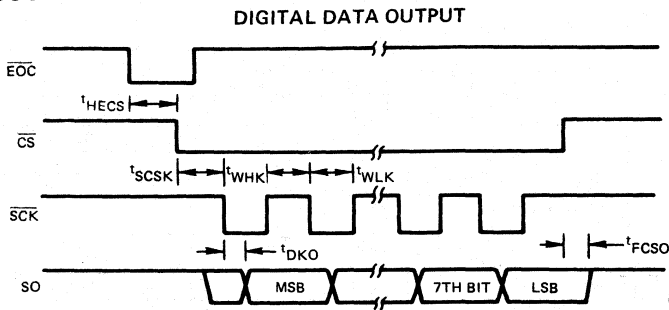 DIGITAL DATA OUTPUT
EOC
tHECS
CS
tSCSK
tWHK
tWLK
SCK
tDKO
tFCSO
SO
MSB
7TH BIT
LSB